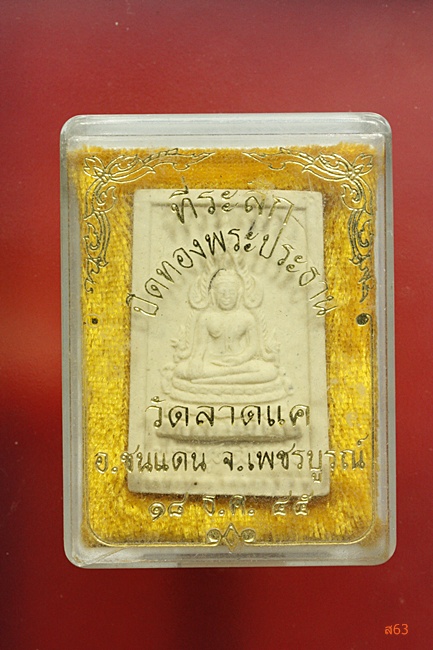 ที่ระลึก
ปิดทองพระประธาน
วัดลาดแค
อ.ชนแดน จ.เพชรบูรณ์
๑๘ ธ.ค. ๔๕
ส63